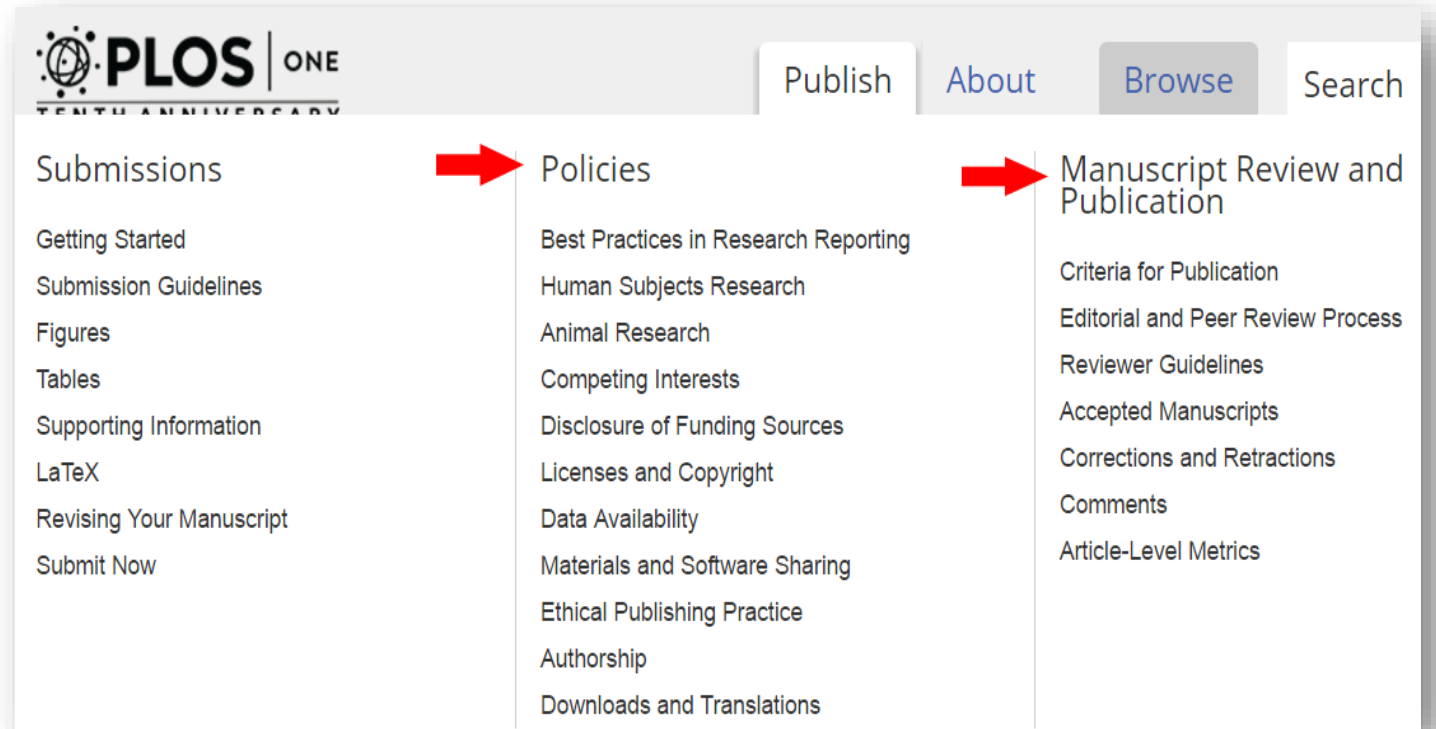 PLOS ONE
TENTH ANNIVERSARY
Publish
About
Browse
Search
Submissions
Getting Started
Submission Guidelines
Figures
Tables
Supporting Information
LaTeX
Revising Your Manuscript
Submit Now
Policies
Best Practices in Research Reporting
Human Subjects Research
Animal Research
Competing Interests
Disclosure of Funding Sources
Licenses and Copyright
Data Availability
Materials and Software Sharing
Ethical Publishing Practice
Authorship
Downloads and Translations
Manuscript Review and
Publication
Criteria for Publication
Editorial and Peer Review Process
Reviewer Guidelines
Accepted Manuscripts
Corrections and Retractions
Comments
Article-Level Metrics